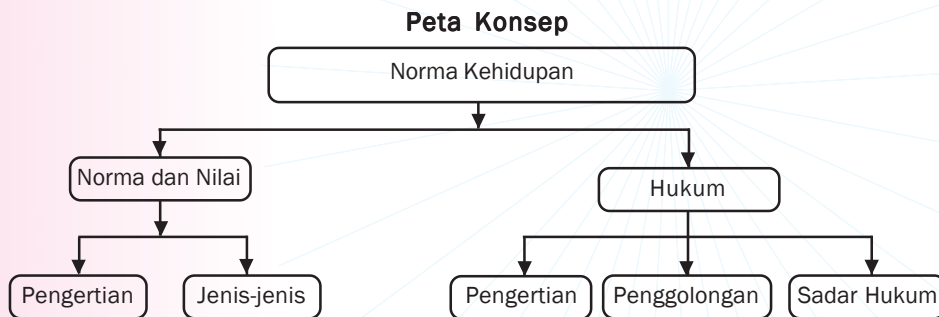 Peta Konsep
Norma Kehidupan
Norma dan Nilai
Hukum
Pengertian
Jenis-jenis
Pengertian
Penggolongan
Sadar Hukum